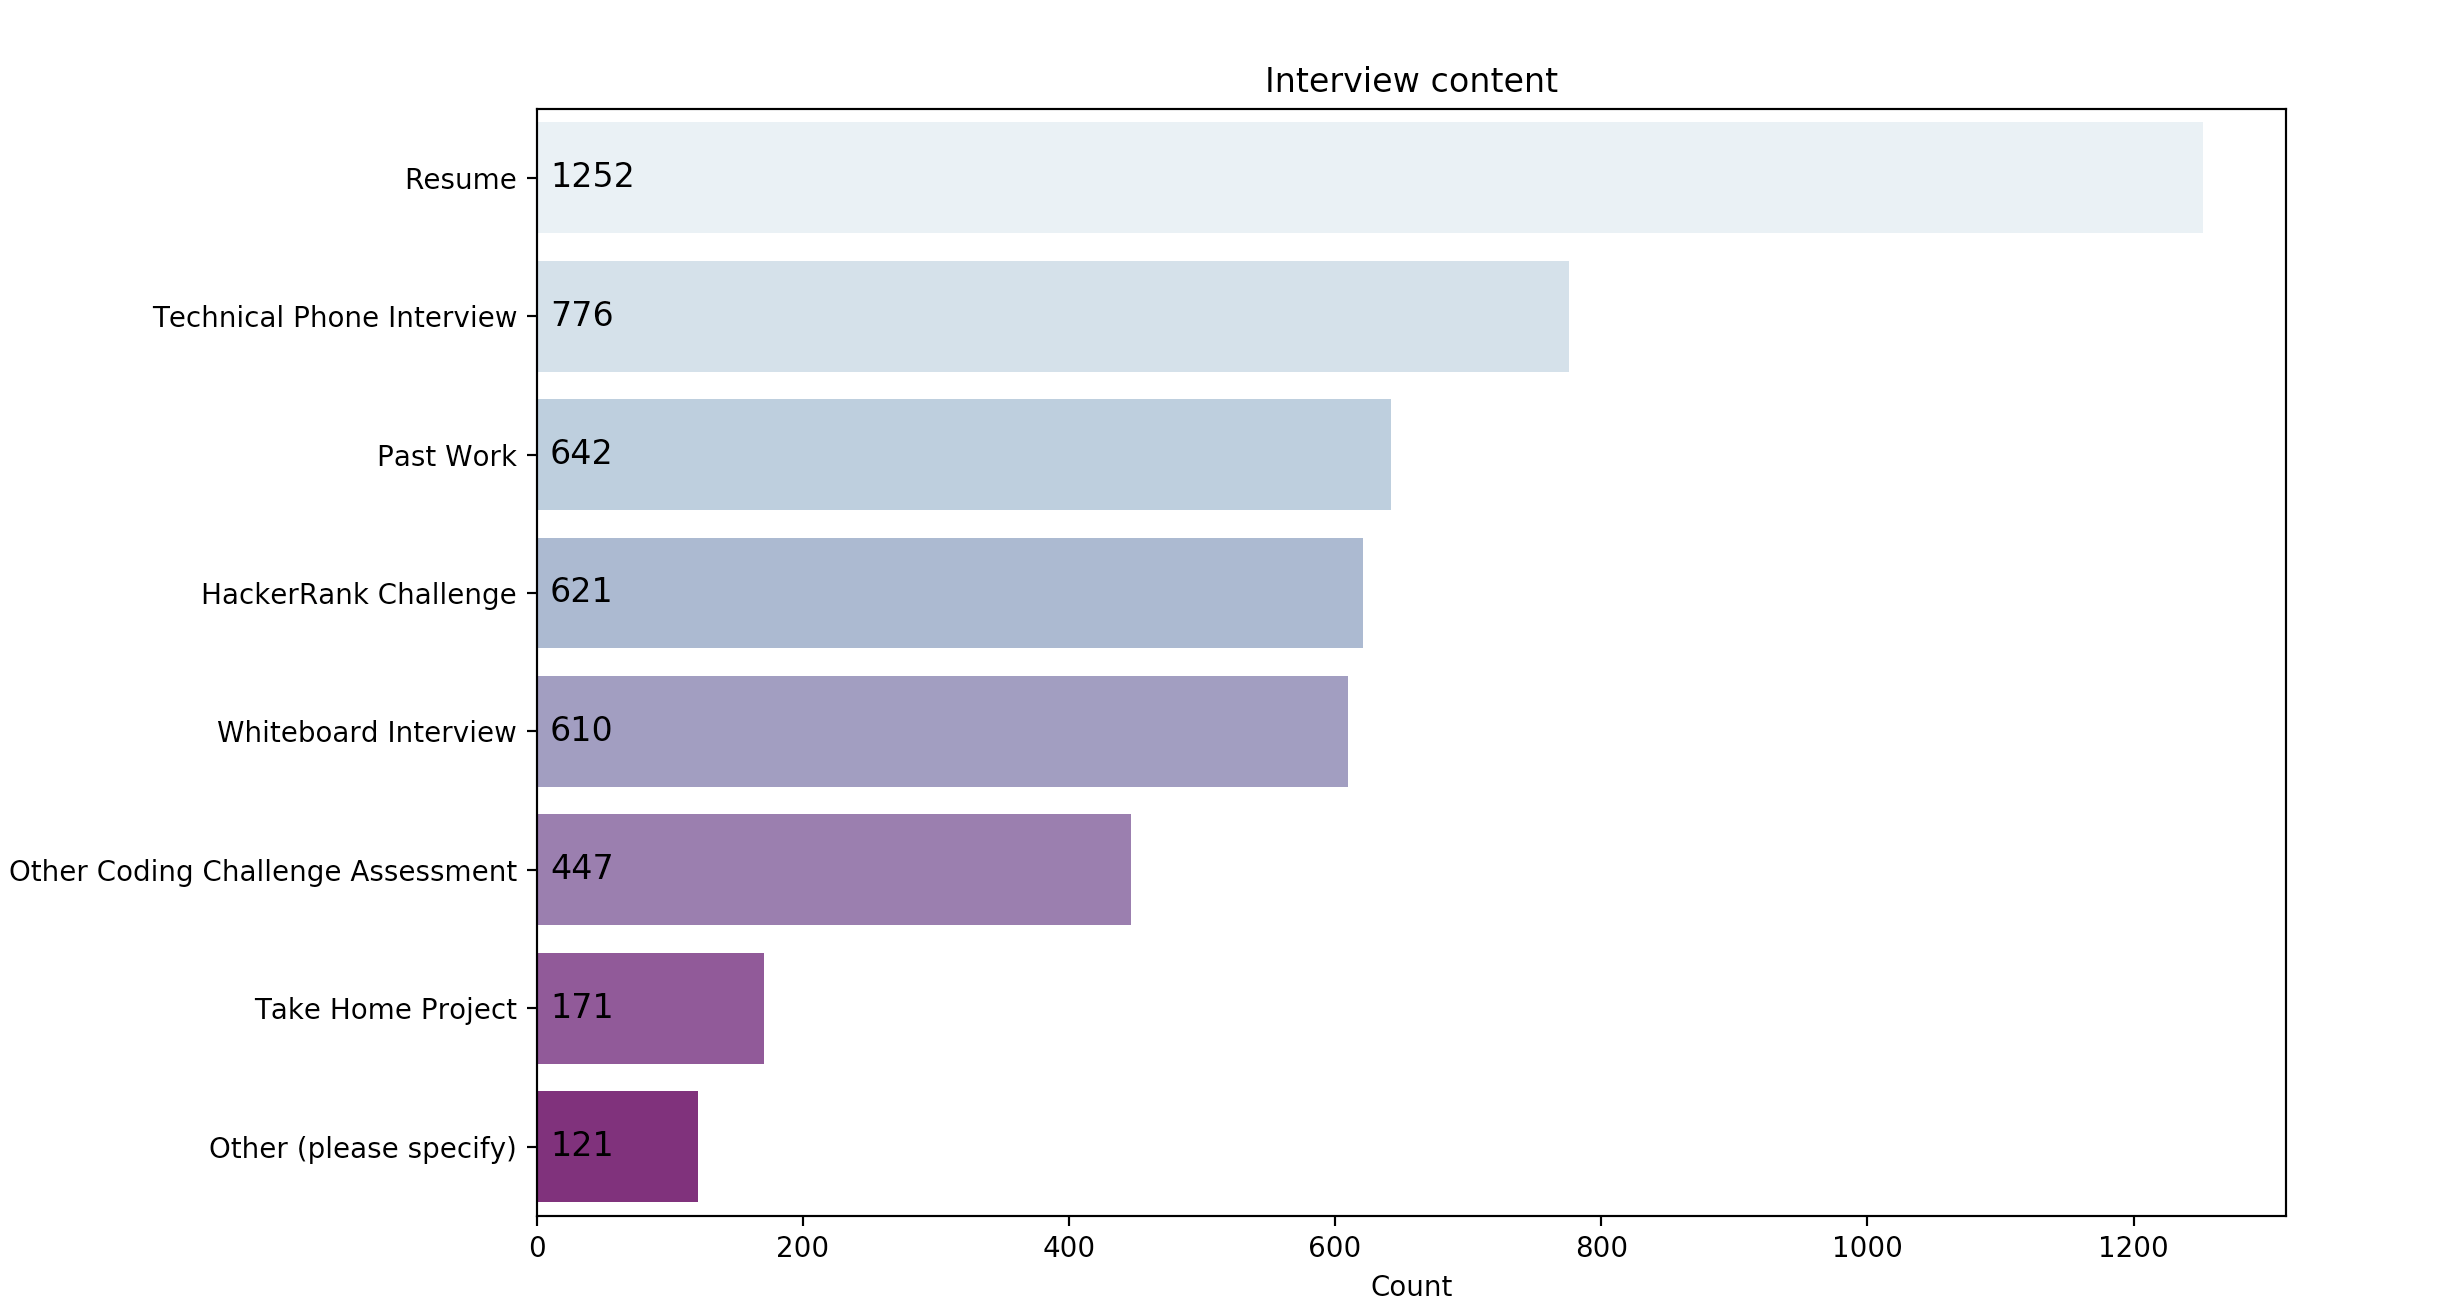 Interview content
Resume 1252
Technical Phone Interview 776
Past Work 642
HackerRank Challenge 621
Whiteboard Interview 610
Other Coding Challenge Assessment 447
Take Home Project 171
Other (please specify) 121
0 200 400 600 800 1000 1200
Count